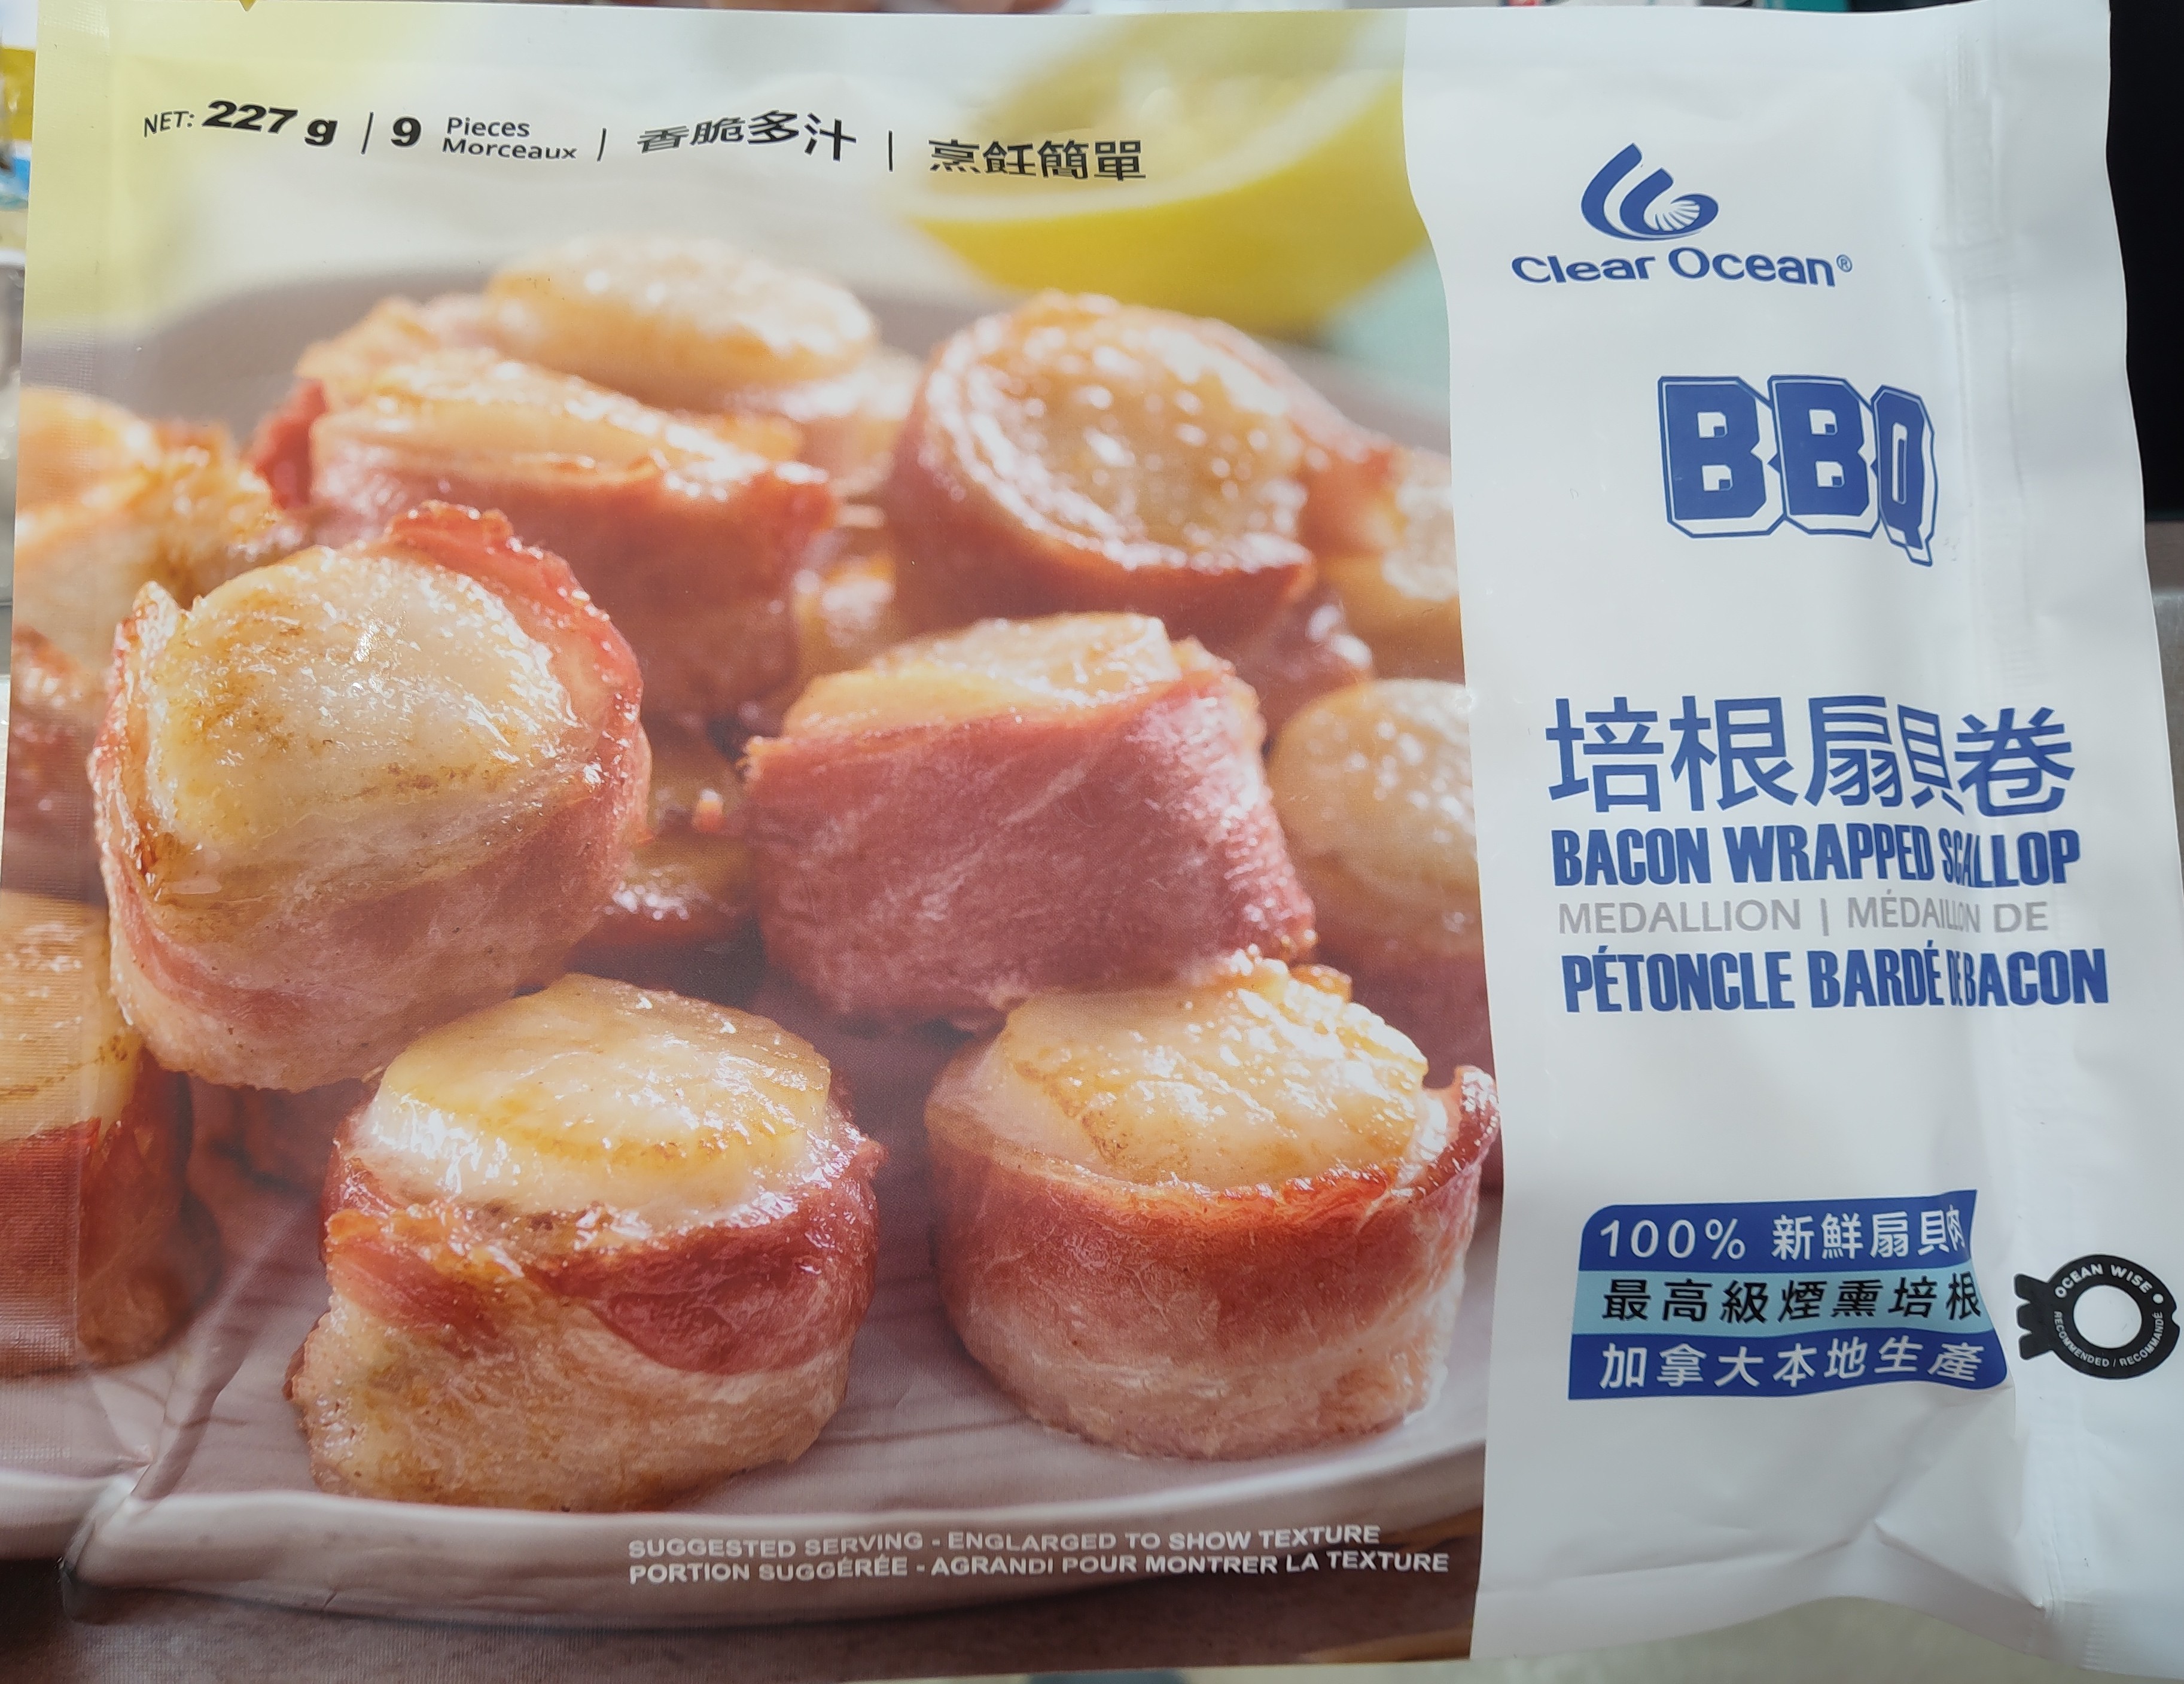 NET: 227 g | 9 Pieces Morceaux | 香脆多汁 | 烹飪簡單
Clear Ocean®
BBQ
培根扇貝卷
BACON WRAPPED SCALLOP
MEDALLION | MÉDAILLON DE
PÉTONCLE BARDÉ DE BACON
100% 新鮮扇貝肉
最高級煙熏培根
加拿大本地生產
OCEAN WISE
RECOMMENDED / RECOMMANDÉ
SUGGESTED SERVING - ENGLARGED TO SHOW TEXTURE
PORTION SUGGÉRÉE - AGRANDI POUR MONTRER LA TEXTURE